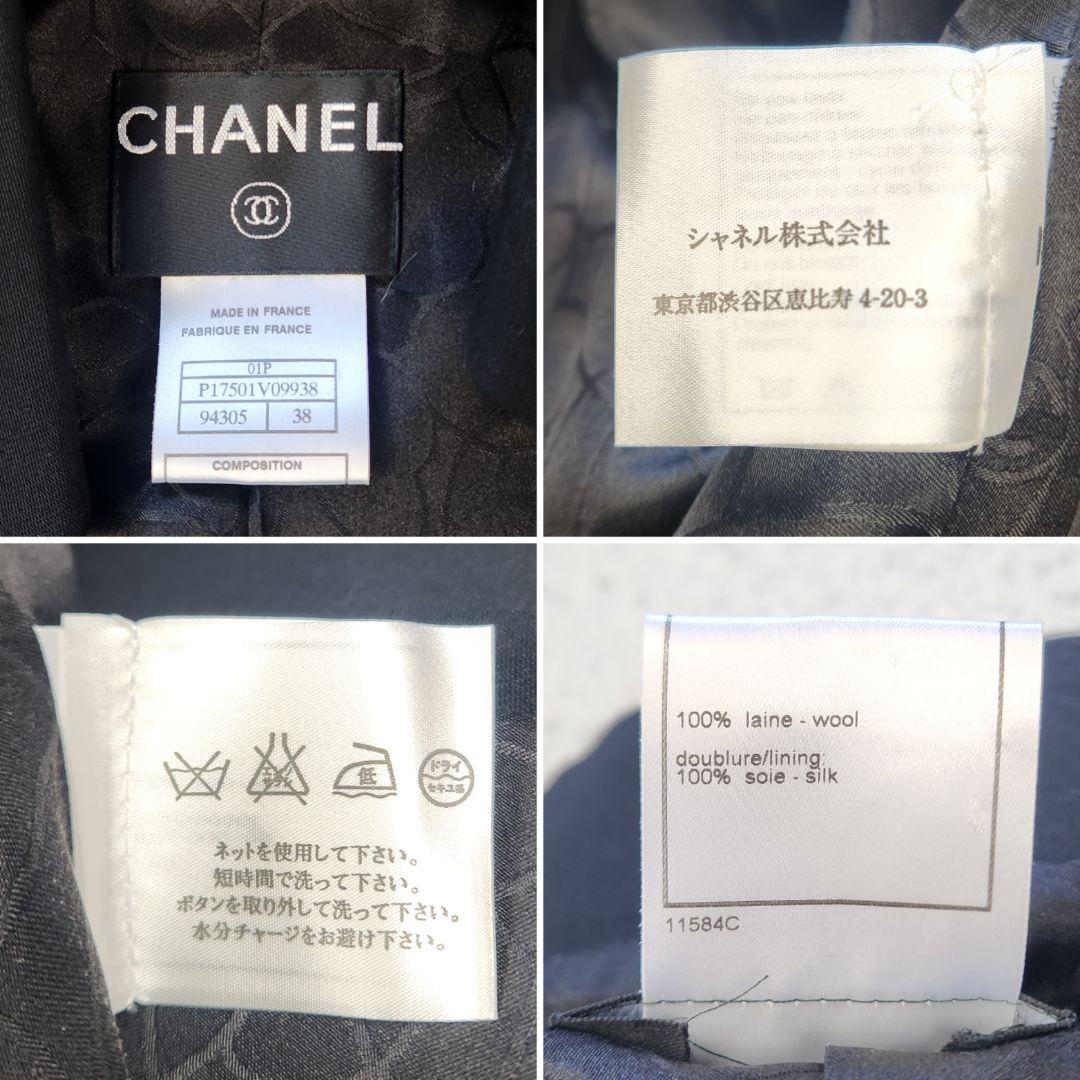 CHANEL
MADE IN FRANCE
FABRIQUE EN FRANCE
01P
P17501V09938
94305 38
COMPOSITION
シャネル株式会社
東京都渋谷区恵比寿 4-20-3
低
ドライ
セキユ系
ネットを使用して下さい。
短時間で洗って下さい。
ボタンを取り外して洗って下さい。
水分チャージをお避け下さい。
100% laine - wool
doublure/lining:
100% soie - silk
11584C